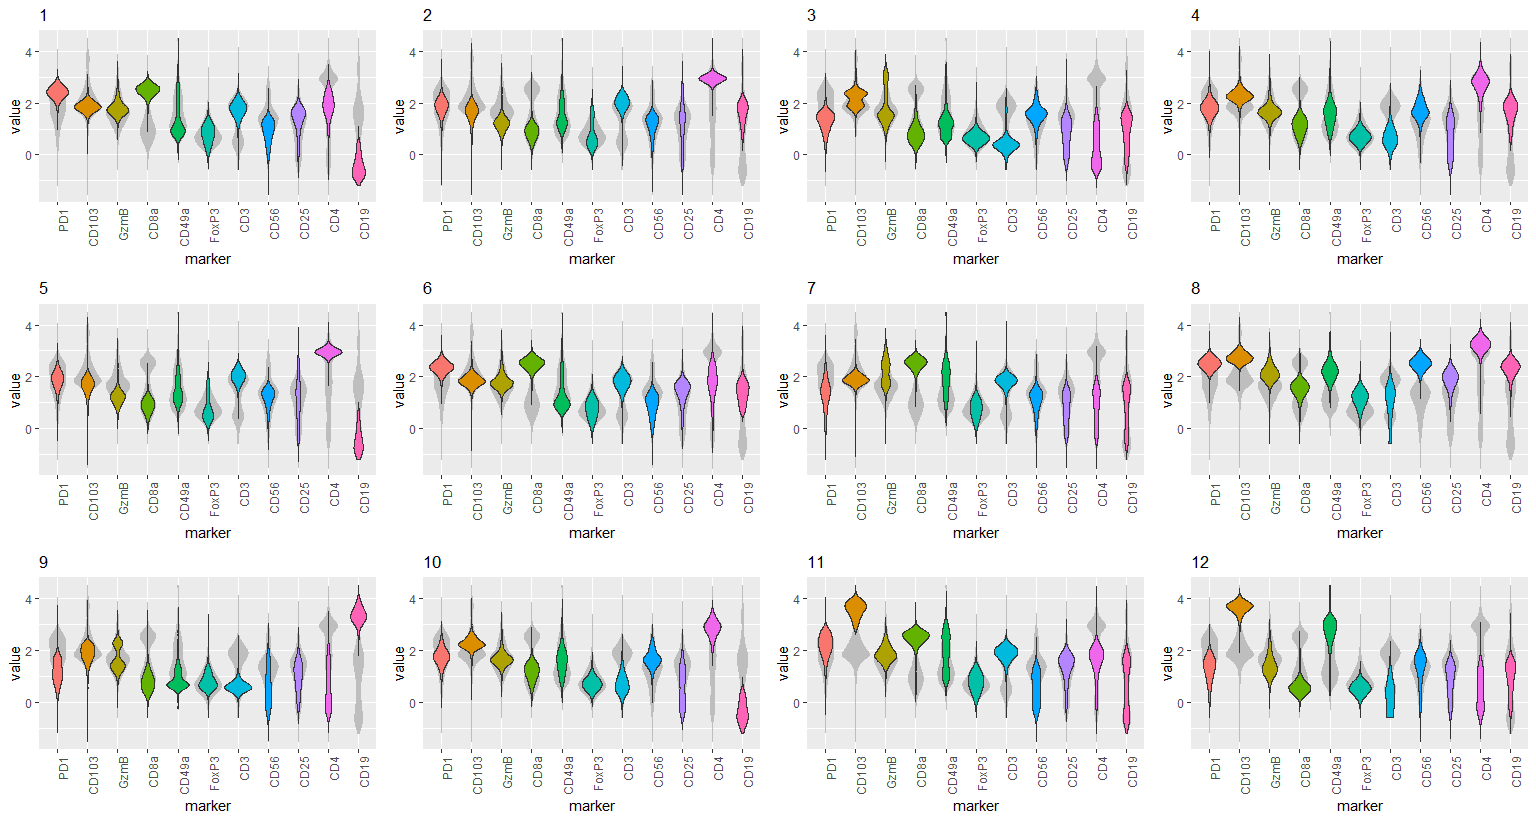 1
4
2
0
value
PD1
CD103
GzmB
CD8a
CD49a
FoxP3
CD3
CD56
CD25
CD4
CD19
marker
2
4
2
0
value
PD1
CD103
GzmB
CD8a
CD49a
FoxP3
CD3
CD56
CD25
CD4
CD19
marker
3
4
2
0
value
PD1
CD103
GzmB
CD8a
CD49a
FoxP3
CD3
CD56
CD25
CD4
CD19
marker
4
4
2
0
value
PD1
CD103
GzmB
CD8a
CD49a
FoxP3
CD3
CD56
CD25
CD4
CD19
marker
5
4
2
0
value
PD1
CD103
GzmB
CD8a
CD49a
FoxP3
CD3
CD56
CD25
CD4
CD19
marker
6
4
2
0
value
PD1
CD103
GzmB
CD8a
CD49a
FoxP3
CD3
CD56
CD25
CD4
CD19
marker
7
4
2
0
value
PD1
CD103
GzmB
CD8a
CD49a
FoxP3
CD3
CD56
CD25
CD4
CD19
marker
8
4
2
0
value
PD1
CD103
GzmB
CD8a
CD49a
FoxP3
CD3
CD56
CD25
CD4
CD19
marker
9
4
2
0
value
PD1
CD103
GzmB
CD8a
CD49a
FoxP3
CD3
CD56
CD25
CD4
CD19
marker
10
4
2
0
value
PD1
CD103
GzmB
CD8a
CD49a
FoxP3
CD3
CD56
CD25
CD4
CD19
marker
11
4
2
0
value
PD1
CD103
GzmB
CD8a
CD49a
FoxP3
CD3
CD56
CD25
CD4
CD19
marker
12
4
2
0
value
PD1
CD103
GzmB
CD8a
CD49a
FoxP3
CD3
CD56
CD25
CD4
CD19
marker